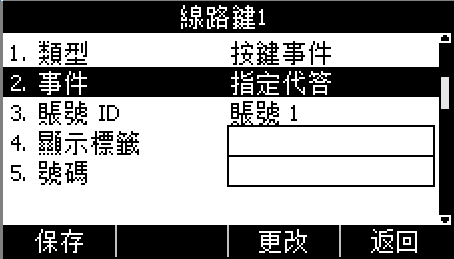 線路鍵1
1. 類型 按鍵事件
2. 事件 指定代答
3. 賬號 ID 賬號 1
4. 顯示標籤
5. 號碼
保存 更改 返回